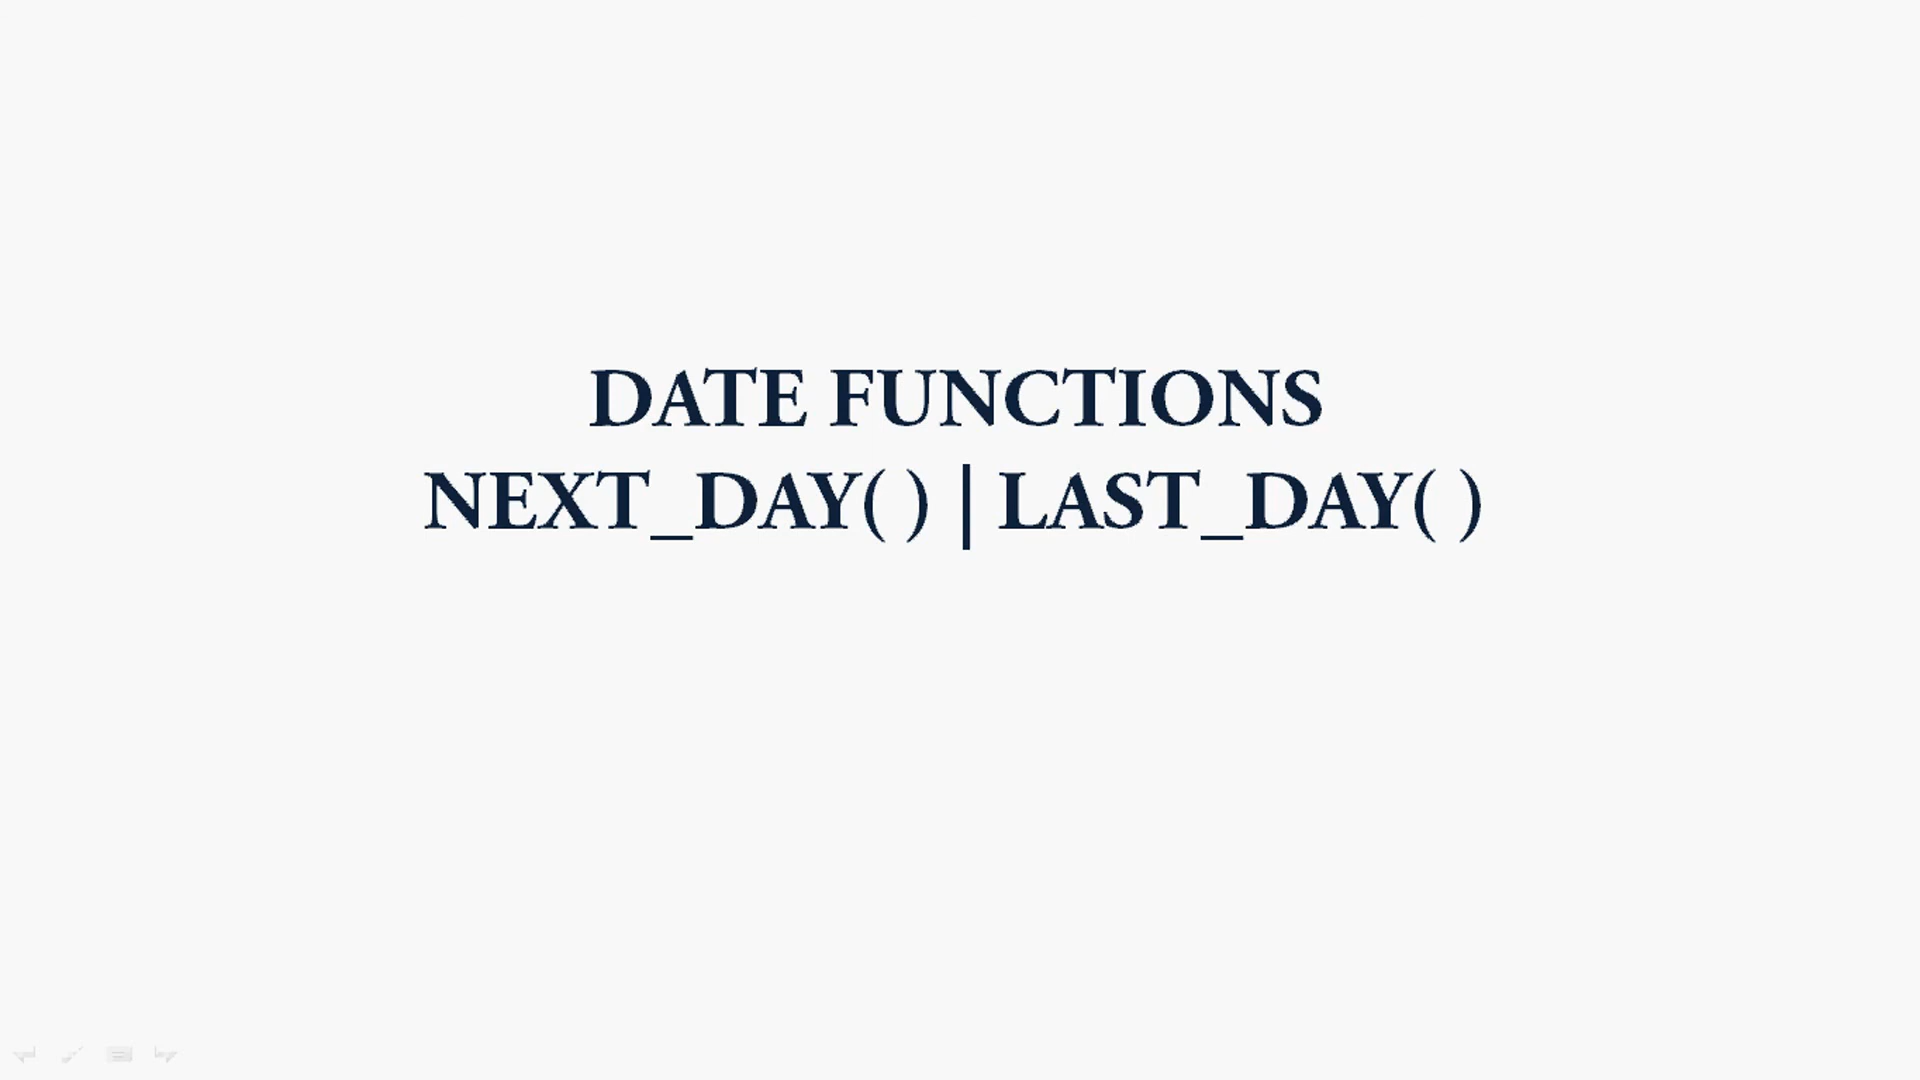 DATE FUNCTIONS
NEXT_DAY( ) | LAST_DAY( )